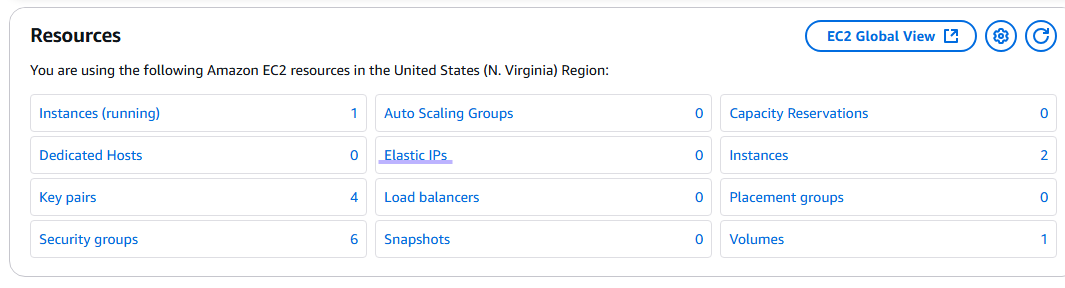 Resources
EC2 Global View
You are using the following Amazon EC2 resources in the United States (N. Virginia) Region:
Instances (running) 1 Auto Scaling Groups 0 Capacity Reservations 0
Dedicated Hosts 0 Elastic IPs 0 Instances 2
Key pairs 4 Load balancers 0 Placement groups 0
Security groups 6 Snapshots 0 Volumes 1